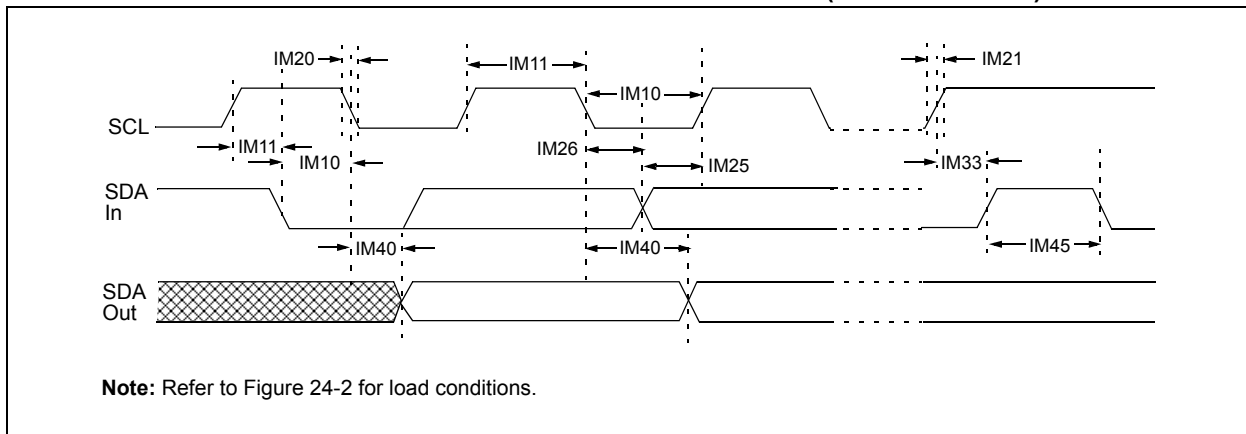 IM20
IM11
IM21
IM10
SCL
IM11
IM10
IM26
IM25
IM33
SDA
In
IM40
IM40
IM45
SDA
Out
Note: Refer to Figure 24-2 for load conditions.